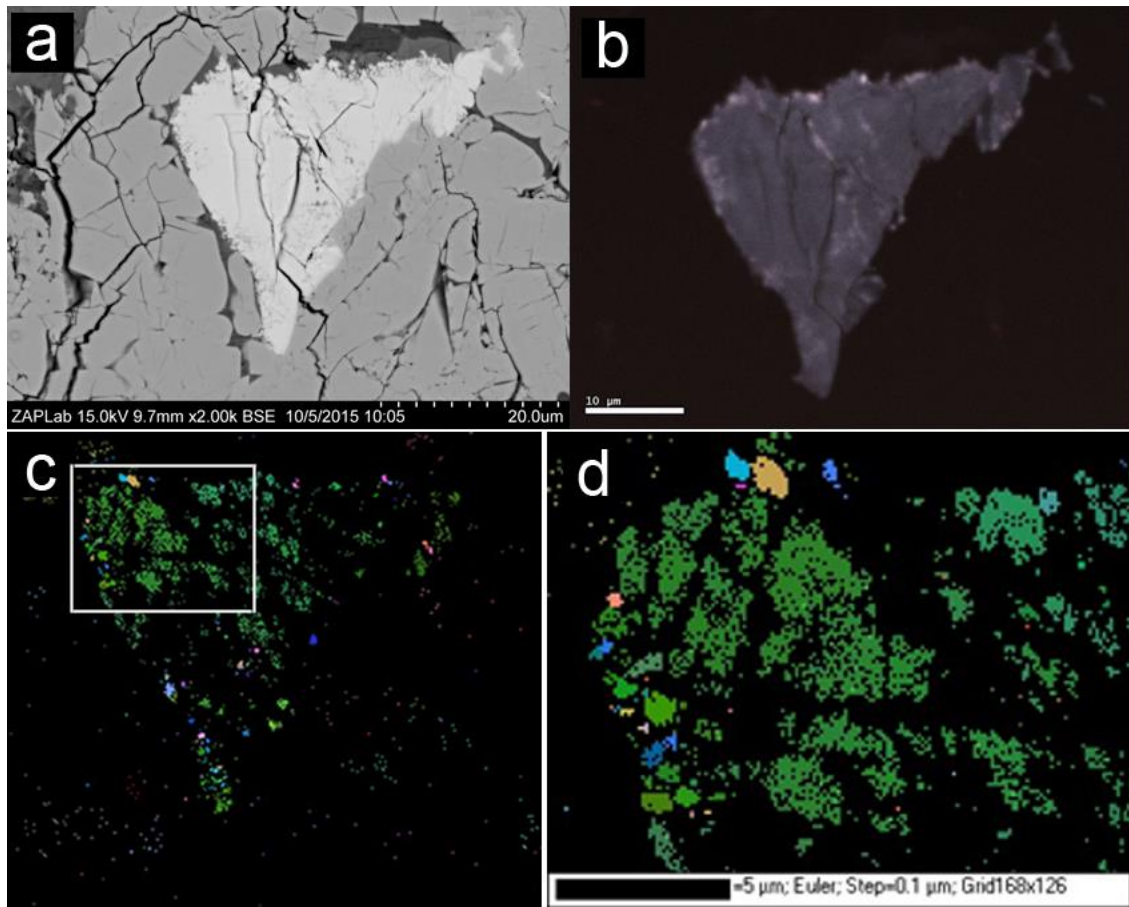 a
b
ZAPLab 15.0kV 9.7mm x2.00k BSE 10/5/2015 10:05
20.0um
10 µm
c
d
=5 µm; Euler; Step=0.1 µm; Grid168x126